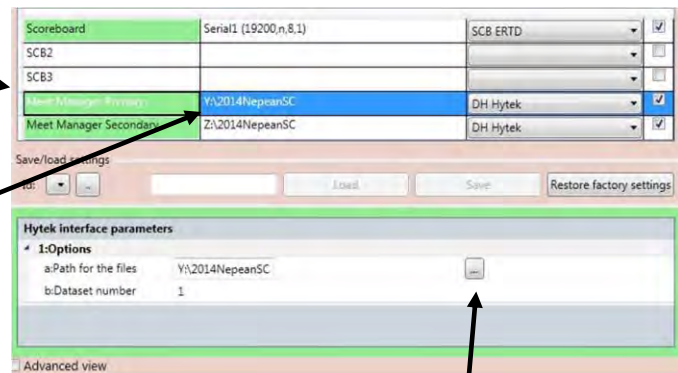 Scoreboard Serial1 (19200,n,8,1) SCB ERTD
SCB2
SCB3
Meet Manager Primary Y:\2014NepeanSC DH Hytek
Meet Manager Secondary Z:\2014NepeanSC DH Hytek
Save/load settings
Id: .. Load Save Restore factory settings
Hytek interface parameters
1:Options
a:Path for the files Y:\2014NepeanSC ...
b:Dataset number 1
Advanced view